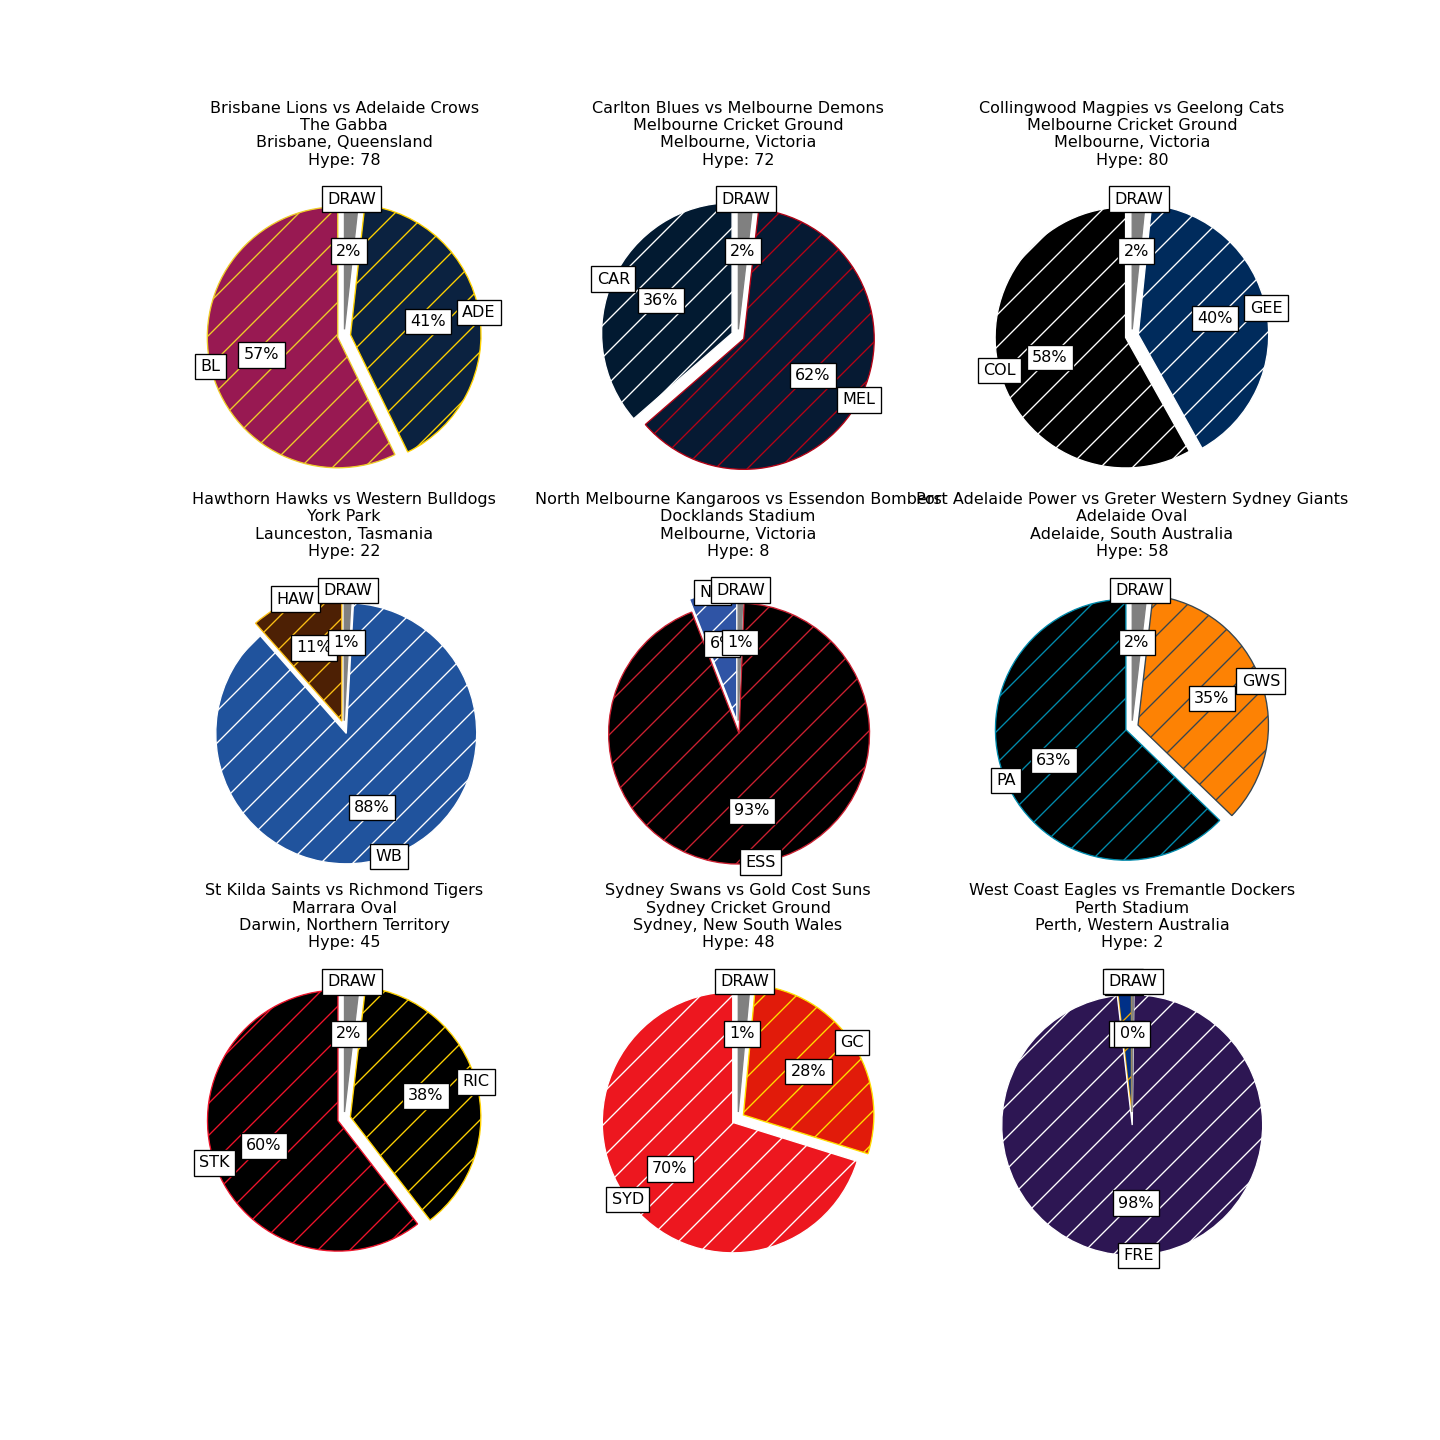 Brisbane Lions vs Adelaide Crows
The Gabba
Brisbane, Queensland
Hype: 78
DRAW
2%
ADE
41%
57%
BL
Carlton Blues vs Melbourne Demons
Melbourne Cricket Ground
Melbourne, Victoria
Hype: 72
DRAW
2%
CAR
36%
62%
MEL
Collingwood Magpies vs Geelong Cats
Melbourne Cricket Ground
Melbourne, Victoria
Hype: 80
DRAW
2%
GEE
40%
58%
COL
Hawthorn Hawks vs Western Bulldogs
York Park
Launceston, Tasmania
Hype: 22
HAW
DRAW
11%
1%
88%
WB
North Melbourne Kangaroos vs Essendon Bombers
Docklands Stadium
Melbourne, Victoria
Hype: 8
DRAW
1%
93%
ESS
Port Adelaide Power vs Greter Western Sydney Giants
Adelaide Oval
Adelaide, South Australia
Hype: 58
DRAW
2%
GWS
35%
63%
PA
St Kilda Saints vs Richmond Tigers
Marrara Oval
Darwin, Northern Territory
Hype: 45
DRAW
2%
RIC
38%
60%
STK
Sydney Swans vs Gold Cost Suns
Sydney Cricket Ground
Sydney, New South Wales
Hype: 48
DRAW
1%
GC
28%
70%
SYD
West Coast Eagles vs Fremantle Dockers
Perth Stadium
Perth, Western Australia
Hype: 2
DRAW
0%
98%
FRE